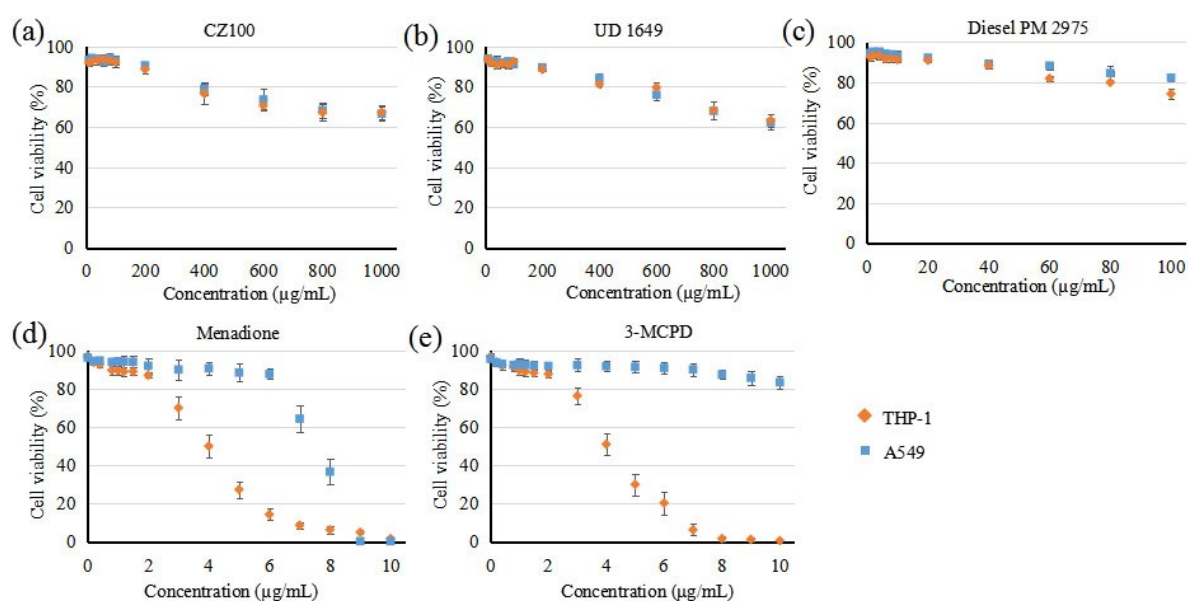 (a)
CZ100
Cell viability (%)
100
80
60
40
20
0
0 200 400 600 800 1000
Concentration (µg/mL)
(b)
UD 1649
Cell viability (%)
100
80
60
40
20
0
0 200 400 600 800 1000
Concentration (µg/mL)
(c)
Diesel PM 2975
Cell viability (%)
100
80
60
40
20
0
0 20 40 60 80 100
Concentration (µg/mL)
(d)
Menadione
Cell viability (%)
100
80
60
40
20
0
0 2 4 6 8 10
Concentration (µg/mL)
(e)
3-MCPD
Cell viability (%)
100
80
60
40
20
0
0 2 4 6 8 10
Concentration (µg/mL)
THP-1
A549